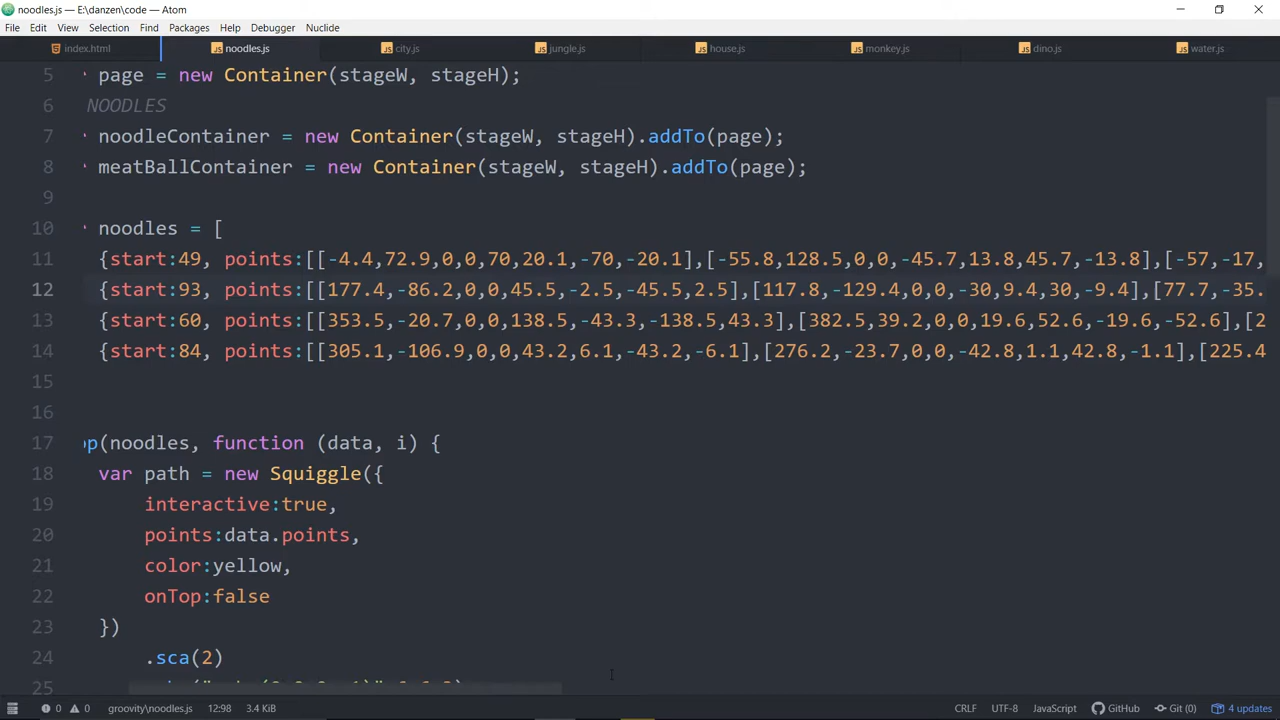 noodles.js — E:\danzen\code — Atom
File Edit View Selection Find Packages Help Debugger Nuclide
index.html noodles.js city.js jungle.js house.js monkey.js dino.js water.js
5 page = new Container(stageW, stageH);
6 NOODLES
7 noodleContainer = new Container(stageW, stageH).addTo(page);
8 meatBallContainer = new Container(stageW, stageH).addTo(page);
9
10 noodles = [
11 {start:49, points:[[-4.4,72.9,0,0,70,20.1,-70,-20.1],[-55.8,128.5,0,0,-45.7,13.8,45.7,-13.8],[-57,-17,
12 {start:93, points:[[177.4,-86.2,0,0,45.5,-2.5,-45.5,2.5],[117.8,-129.4,0,0,-30,9.4,30,-9.4],[77.7,-35.
13 {start:60, points:[[353.5,-20.7,0,0,138.5,-43.3,-138.5,43.3],[382.5,39.2,0,0,19.6,52.6,-19.6,-52.6],[2
14 {start:84, points:[[305.1,-106.9,0,0,43.2,6.1,-43.2,-6.1],[276.2,-23.7,0,0,-42.8,1.1,42.8,-1.1],[225.4
15
16
17 op(noodles, function (data, i) {
18 var path = new Squiggle({
19 interactive:true,
20 points:data.points,
21 color:yellow,
22 onTop:false
23 })
24 .sca(2)
25
0 0 groovity\noodles.js 12:98 3.4 KiB CRLF UTF-8 JavaScript GitHub Git (0) 4 updates